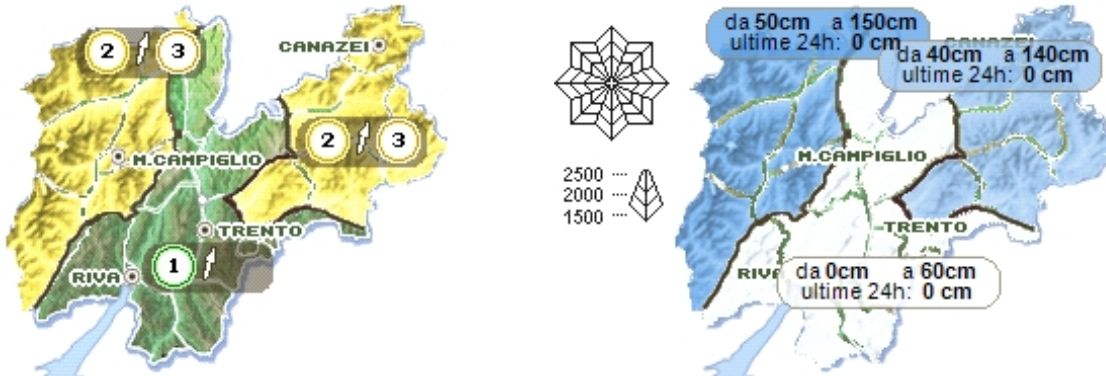 2 3
CANAZEI
2 3
M.CAMPIGLIO
TRENTO
1
RIVA
2500
2000
1500
da 50cm a 150cm
ultime 24h: 0 cm
da 40cm a 140cm
ultime 24h: 0 cm
M.CAMPIGLIO
TRENTO
RIVA
da 0cm a 60cm
ultime 24h: 0 cm